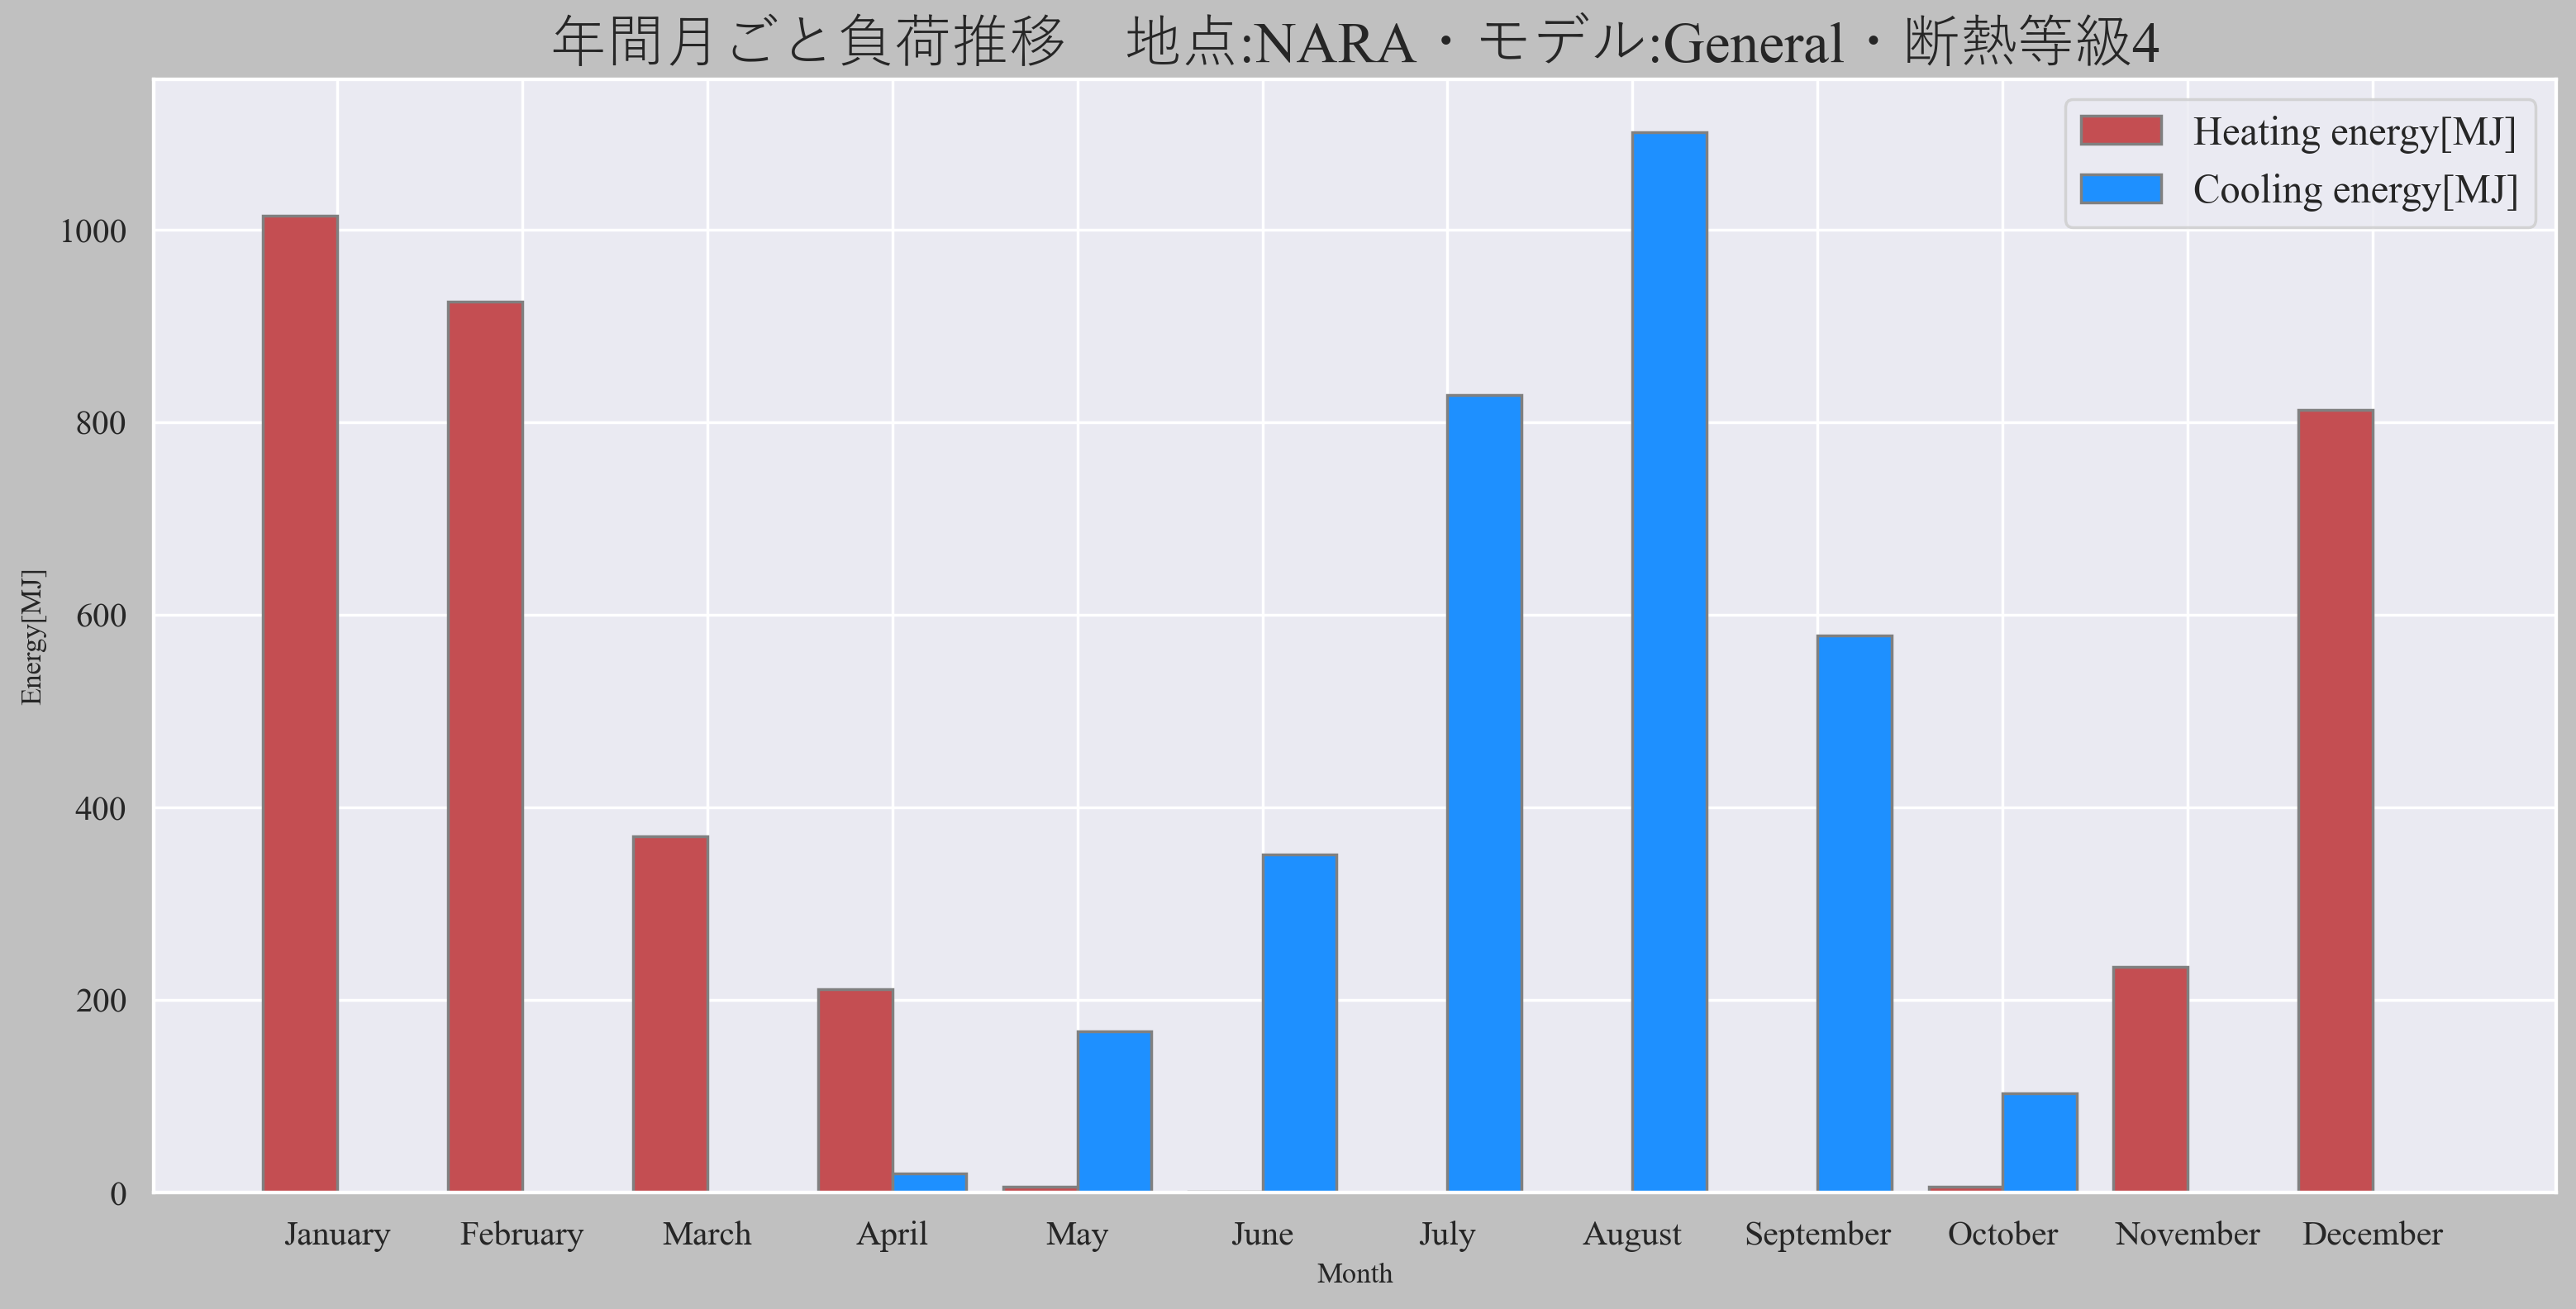 年間月ごと負荷推移　地点:NARA・モデル:General・断熱等級4
Heating energy[MJ]
Cooling energy[MJ]
Energy[MJ]
1000
800
600
400
200
0
January February March April May June July August September October November December
Month